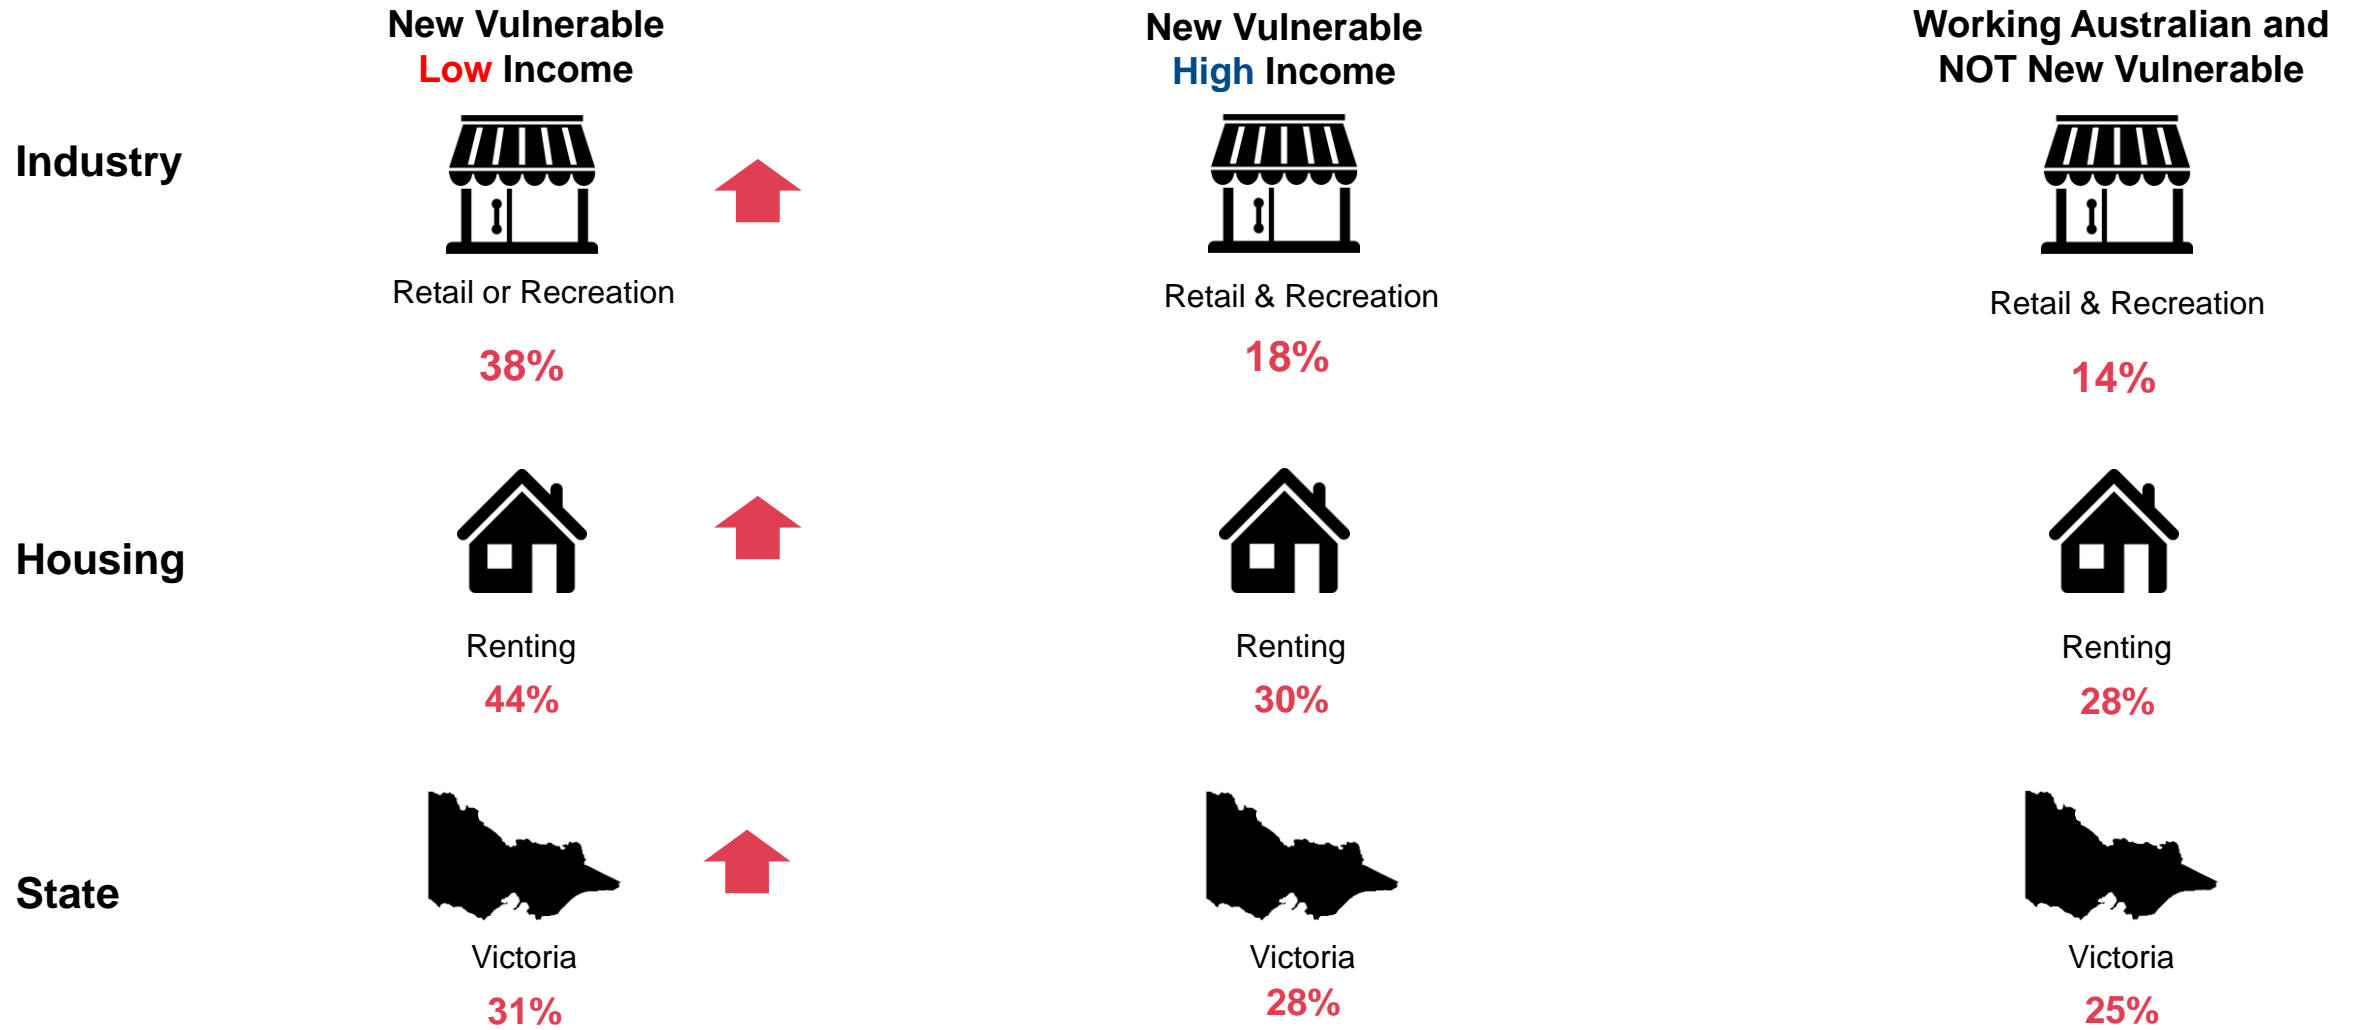 New Vulnerable
Low Income
New Vulnerable
High Income
Working Australian and
NOT New Vulnerable
Industry
Retail or Recreation
Retail & Recreation
Retail & Recreation
38%
18%
14%
Housing
Renting
Renting
Renting
44%
30%
28%
State
Victoria
Victoria
Victoria
31%
28%
25%